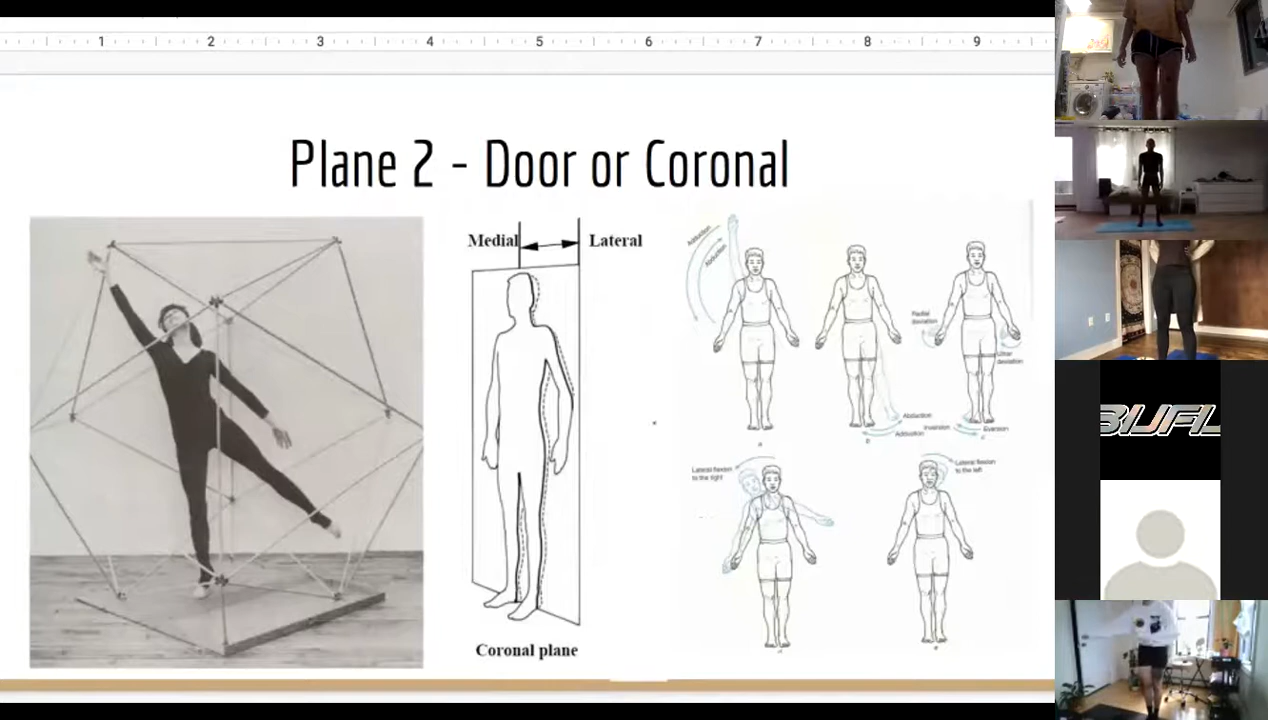 1 2 3 4 5 6 7 8 9
Plane 2 - Door or Coronal
Medial Lateral
Coronal plane
Adduction
Abduction
Radial deviation
Ulnar deviation
Abduction
Adduction
Inversion
Eversion
Lateral flexion
to the right
Lateral flexion
to the left